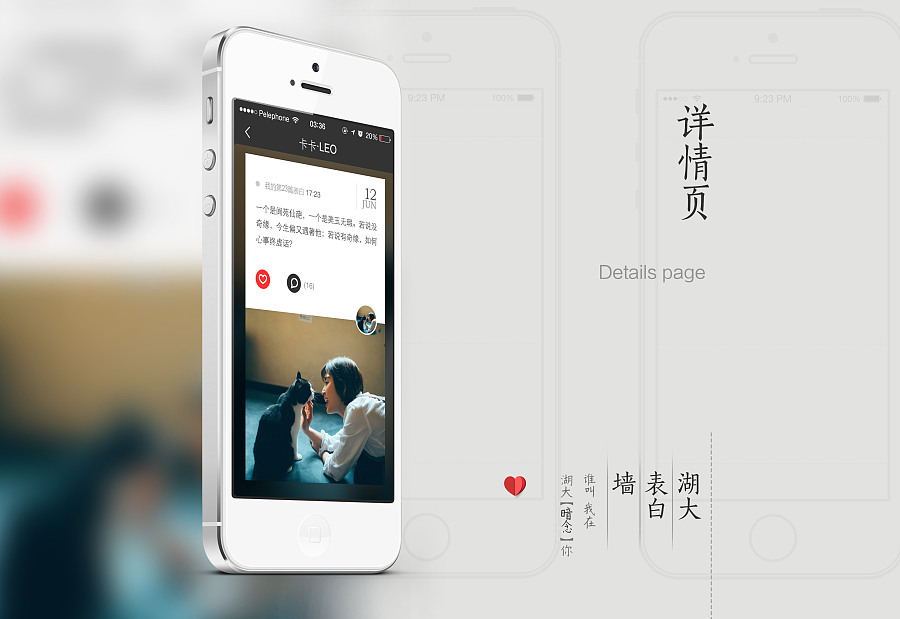 Pelephone 03:36 20%
卡卡·LEO
我的第23篇表白 17:23
12
JUN
一个是阆苑仙葩，一个是美玉无瑕。若说没
奇缘，今生偏又遇著他；若说有奇缘，如何
心事终虚话？
(16)
9:23 PM 100%
9:23 PM 100%
详情页
Details page
湖大
表白
墙
谁叫 我在
湖大【暗念】你